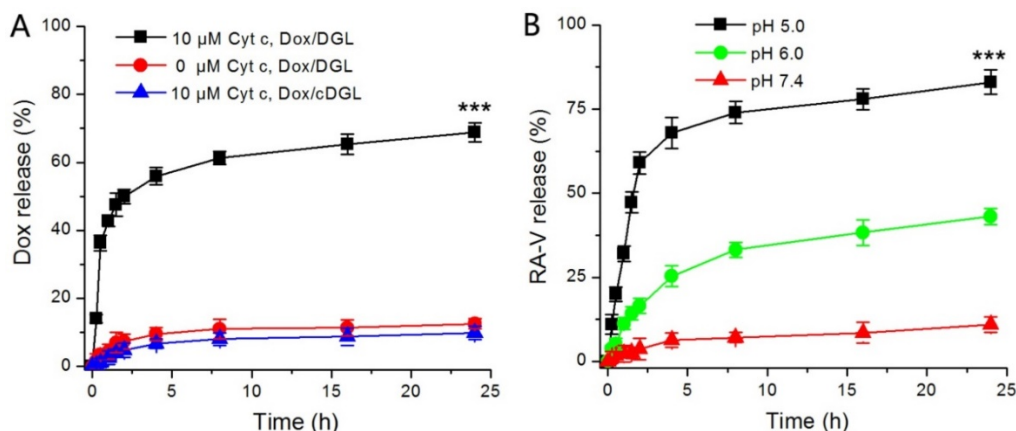 A
Dox release (%)
100
80
60
40
20
0
10 µM Cyt c, Dox/DGL
0 µM Cyt c, Dox/DGL
10 µM Cyt c, Dox/cDGL
***
0 5 10 15 20 25
Time (h)
B
RA-V release (%)
100
75
50
25
0
pH 5.0
pH 6.0
pH 7.4
***
0 5 10 15 20 25
Time (h)